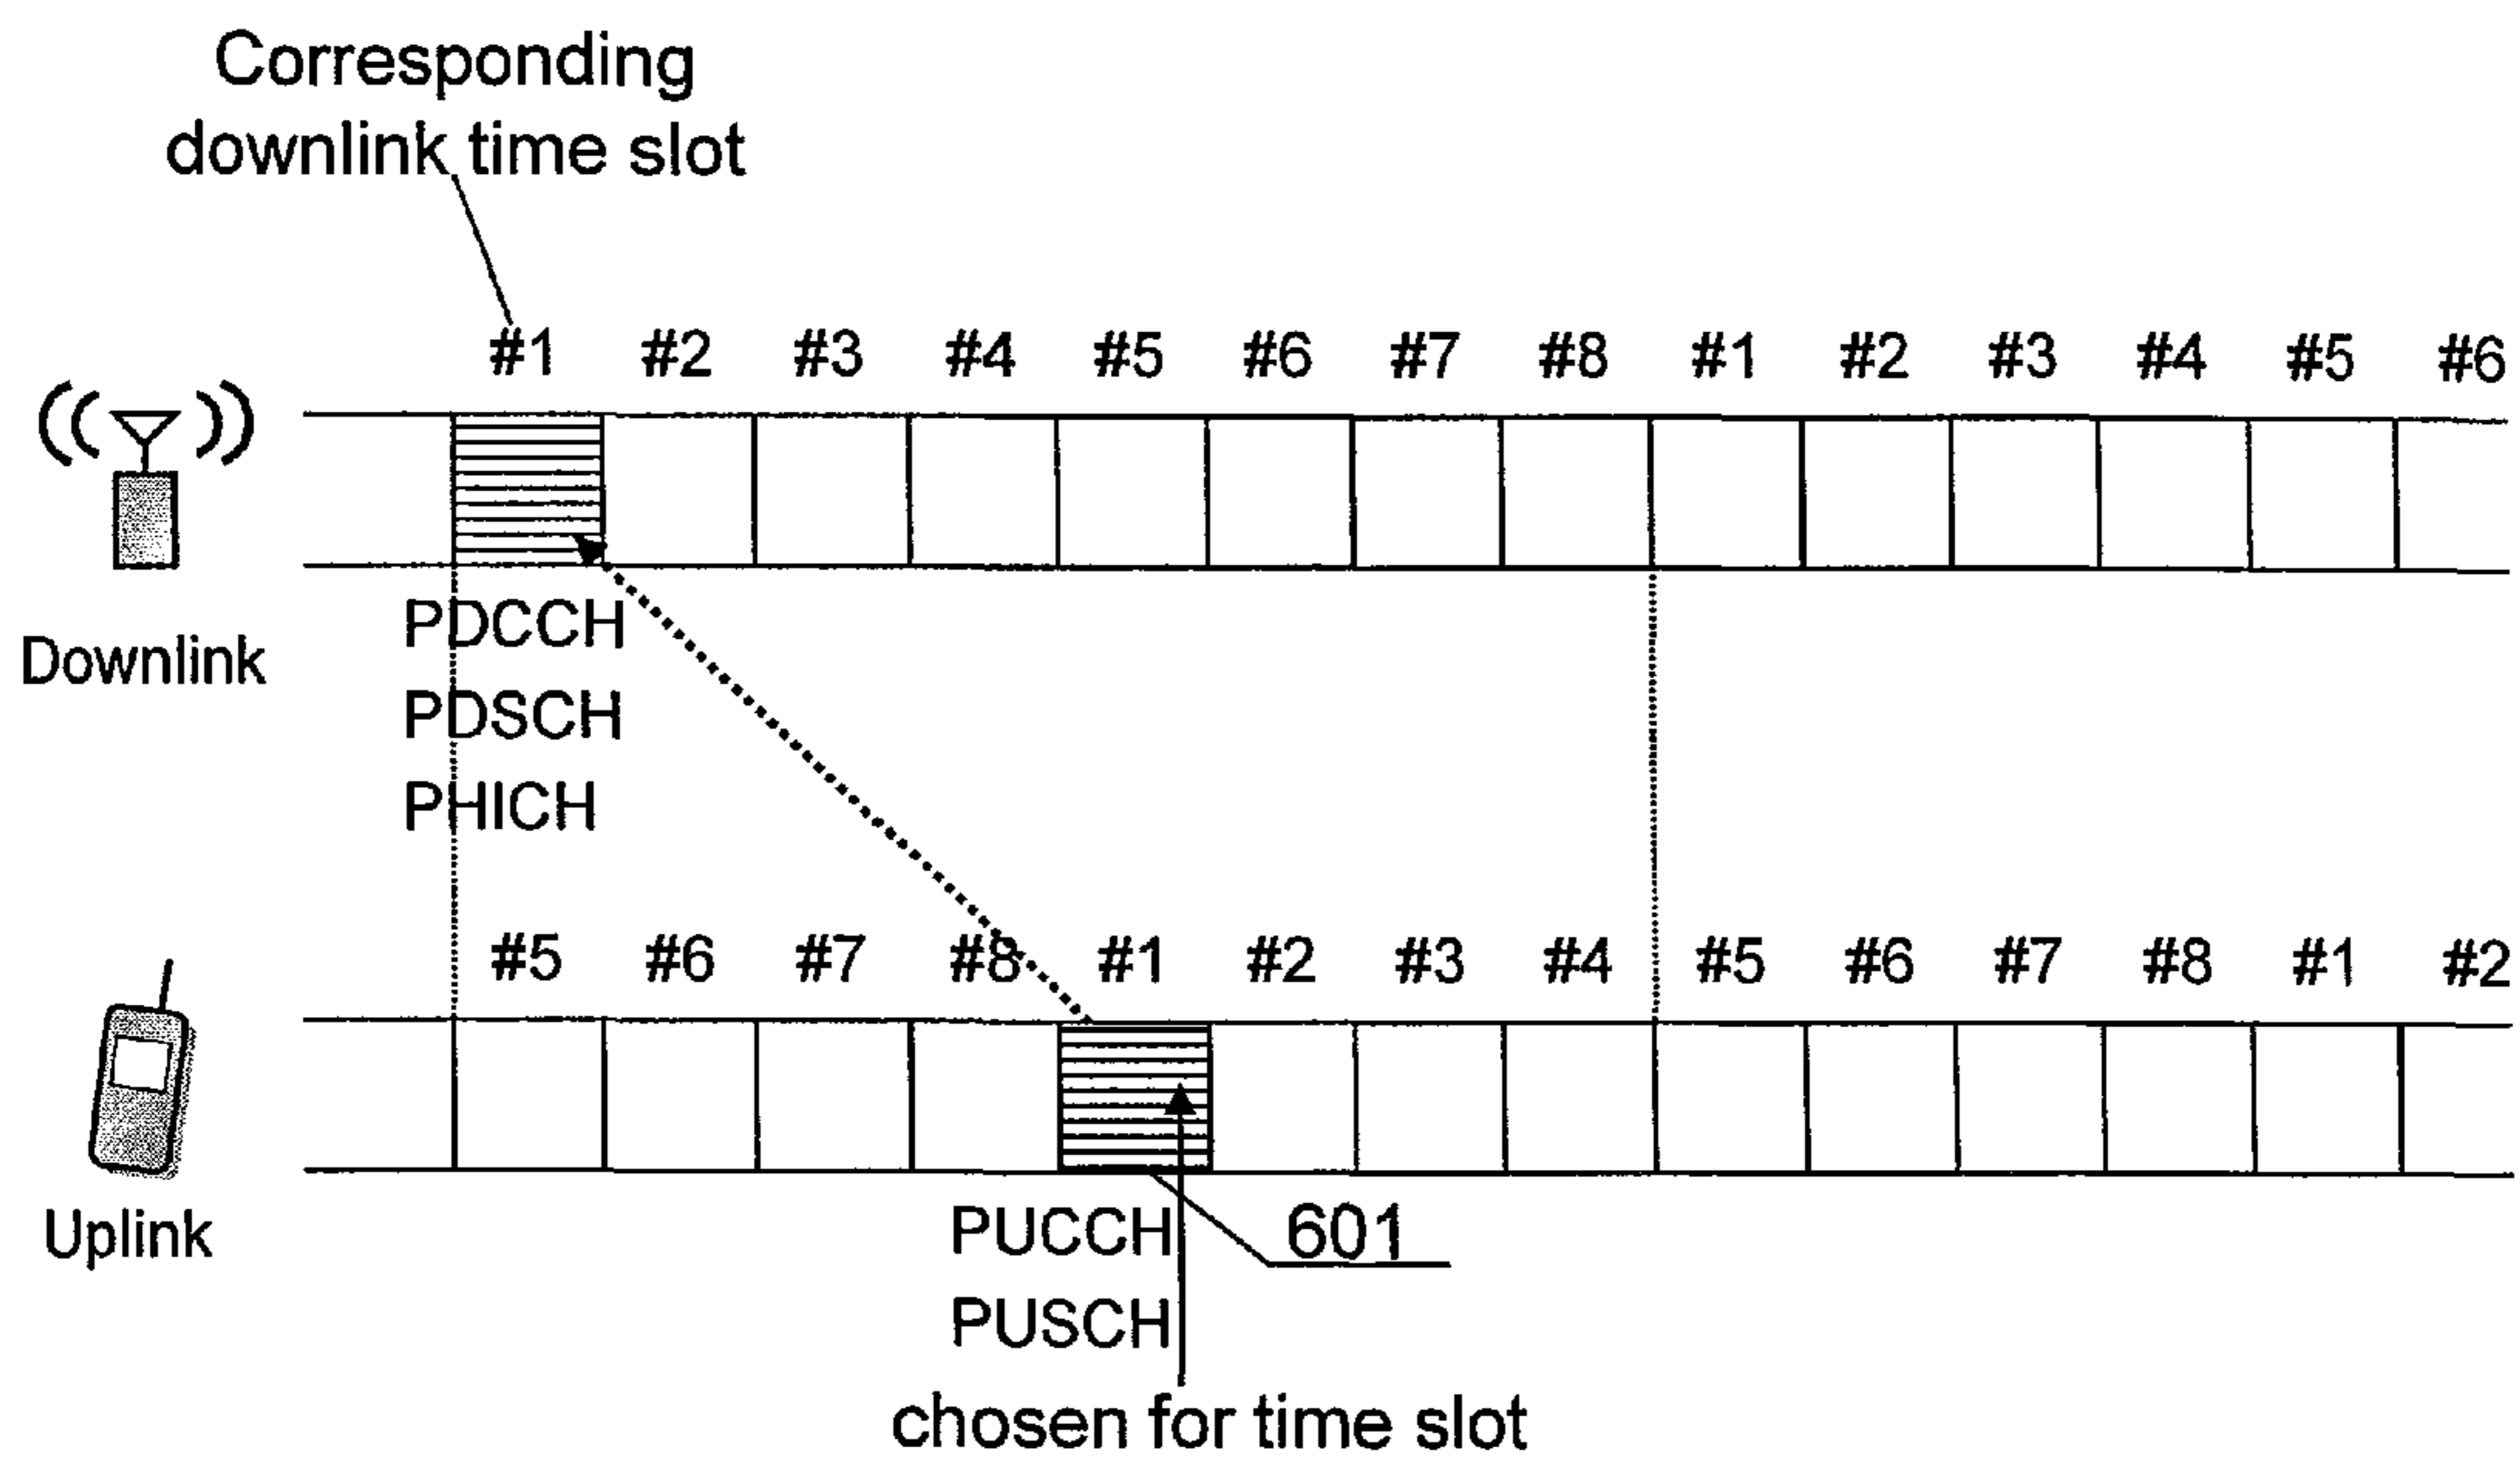 Corresponding
downlink time slot
#1 #2 #3 #4 #5 #6 #7 #8 #1 #2 #3 #4 #5 #6
Downlink
PDCCH
PDSCH
PHICH
#5 #6 #7 #8 #1 #2 #3 #4 #5 #6 #7 #8 #1 #2
Uplink
PUCCH
601
PUSCH
chosen for time slot